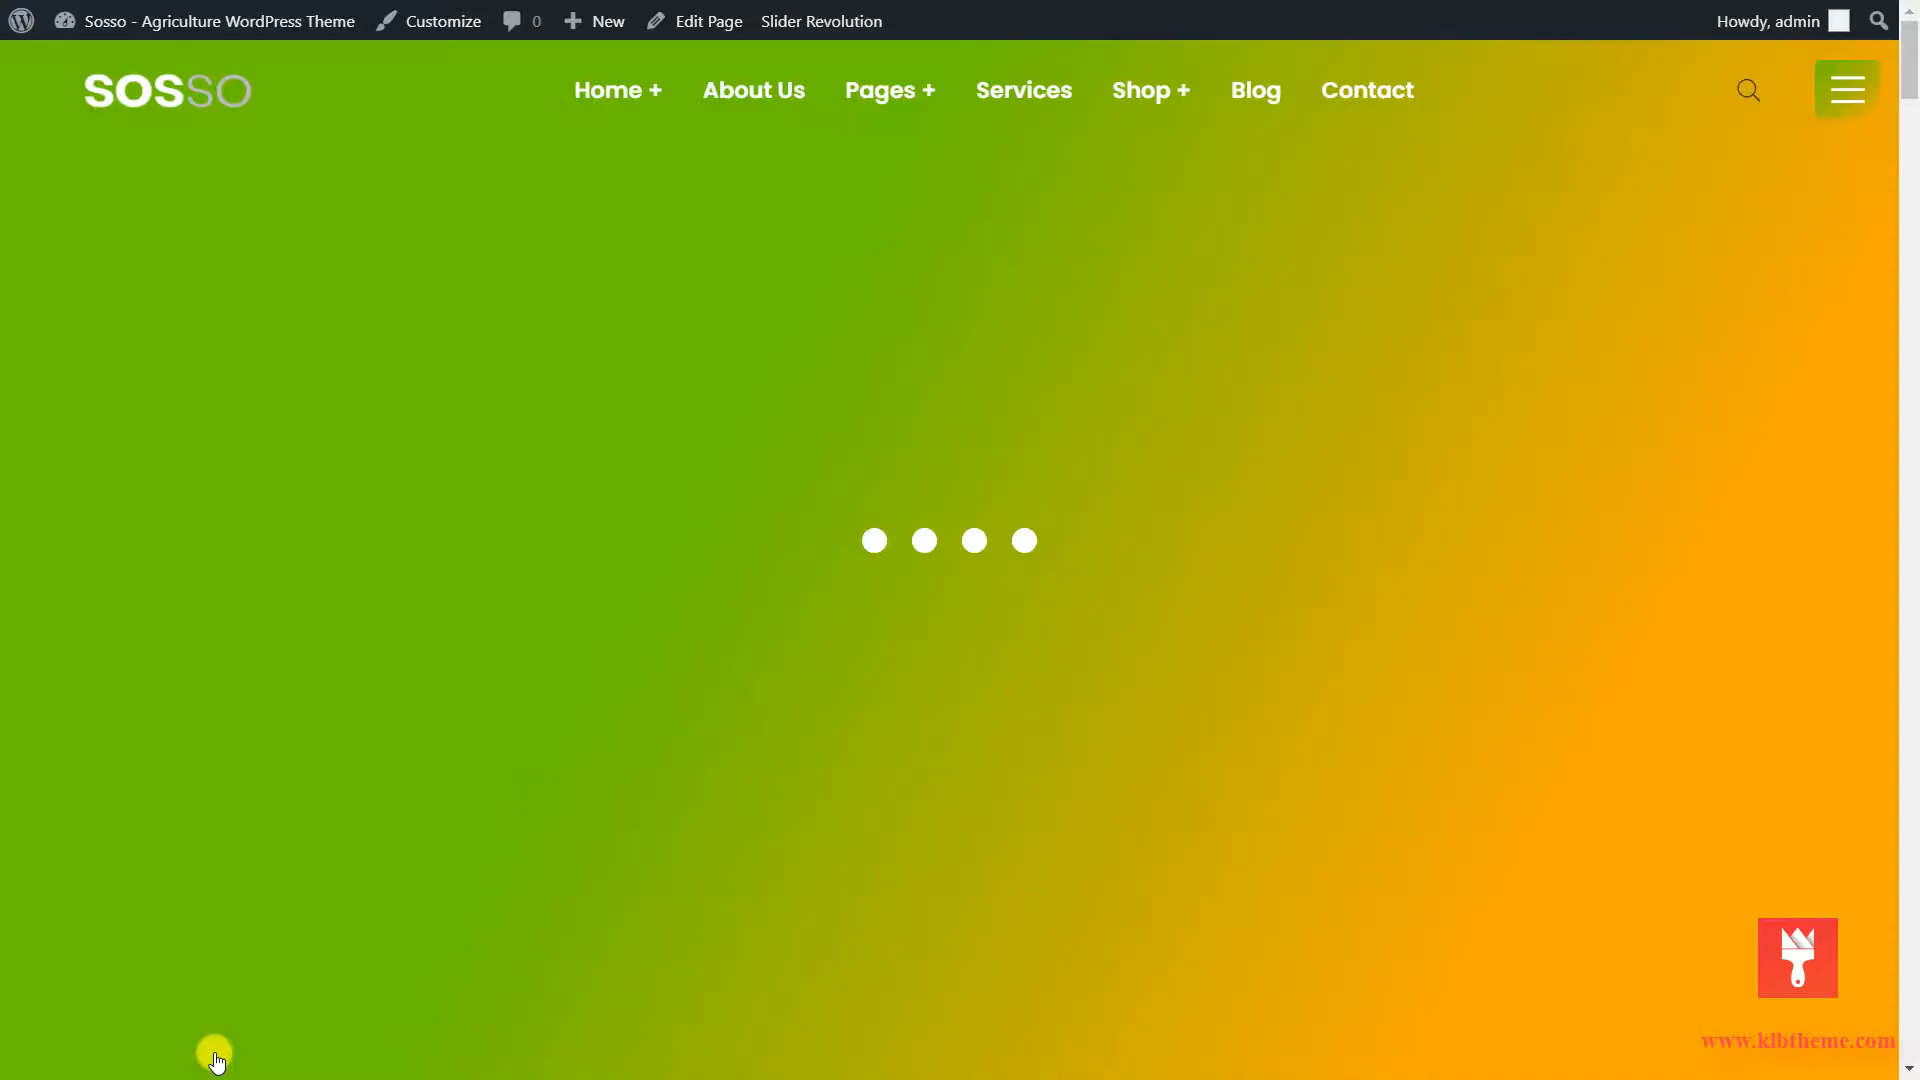 Sosso - Agriculture WordPress Theme Customize 0 New Edit Page Slider Revolution Howdy, admin
SOSSO Home + About Us Pages + Services Shop + Blog Contact
www.klbtheme.com